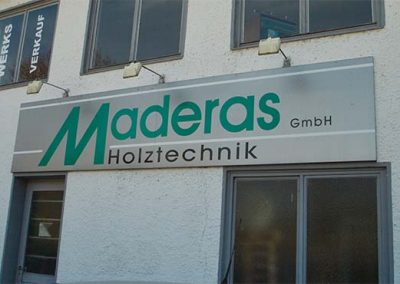 WERKS
VERKAUF
Maderas GmbH
Holztechnik